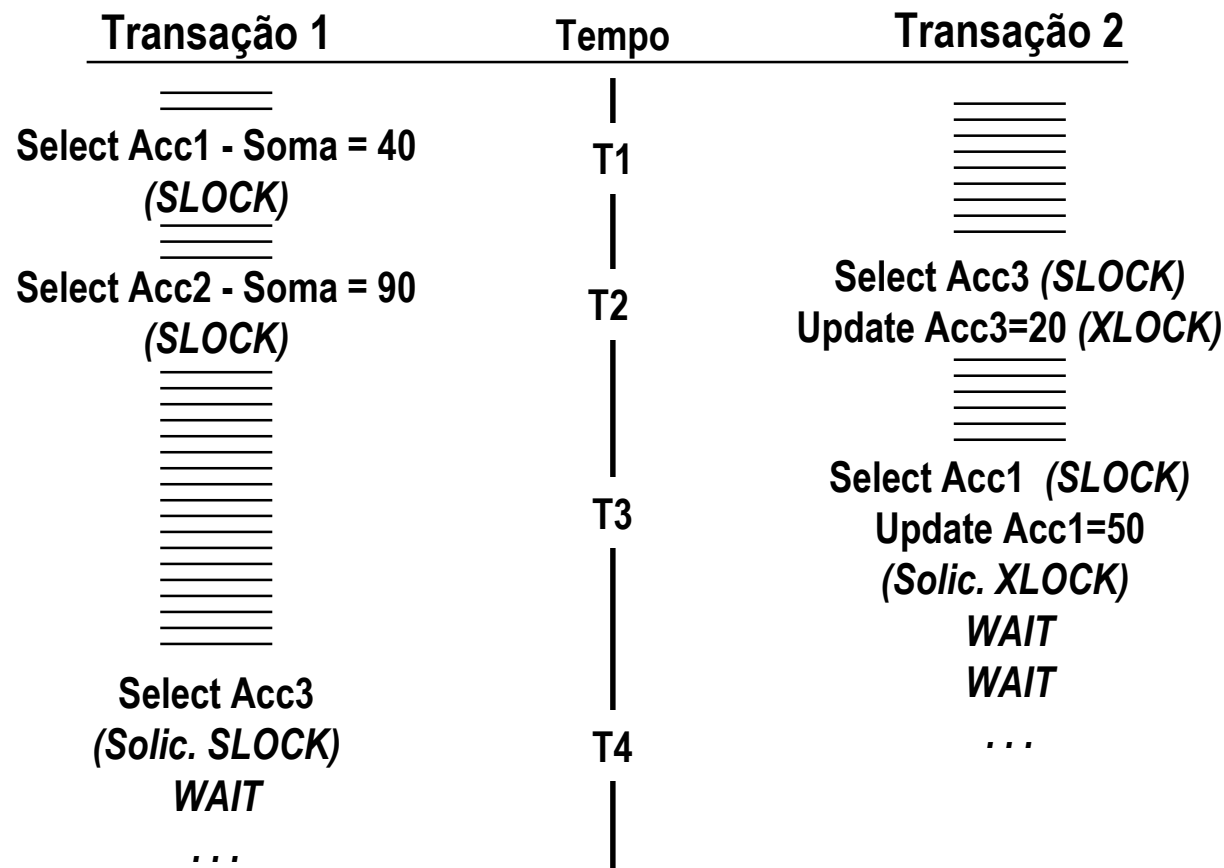 Transação 1 Tempo Transação 2
Select Acc1 - Soma = 40
(SLOCK)
T1
Select Acc2 - Soma = 90
(SLOCK)
T2
Select Acc3 (SLOCK)
Update Acc3=20 (XLOCK)
T3
Select Acc1 (SLOCK)
Update Acc1=50
(Solic. XLOCK)
WAIT
WAIT
. . .
Select Acc3
(Solic. SLOCK)
WAIT
. . .
T4